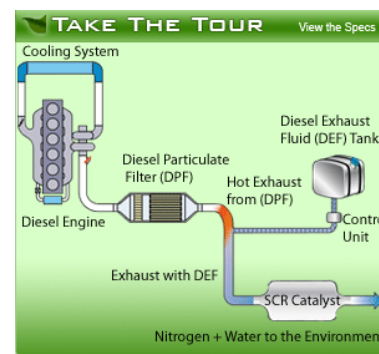 TAKE THE TOUR
View the Specs
Cooling System
Diesel Exhaust
Fluid (DEF) Tank
Diesel Particulate
Filter (DPF)
Hot Exhaust
from (DPF)
Diesel Engine
Contro
Unit
Exhaust with DEF
SCR Catalyst
Nitrogen + Water to the Environmen